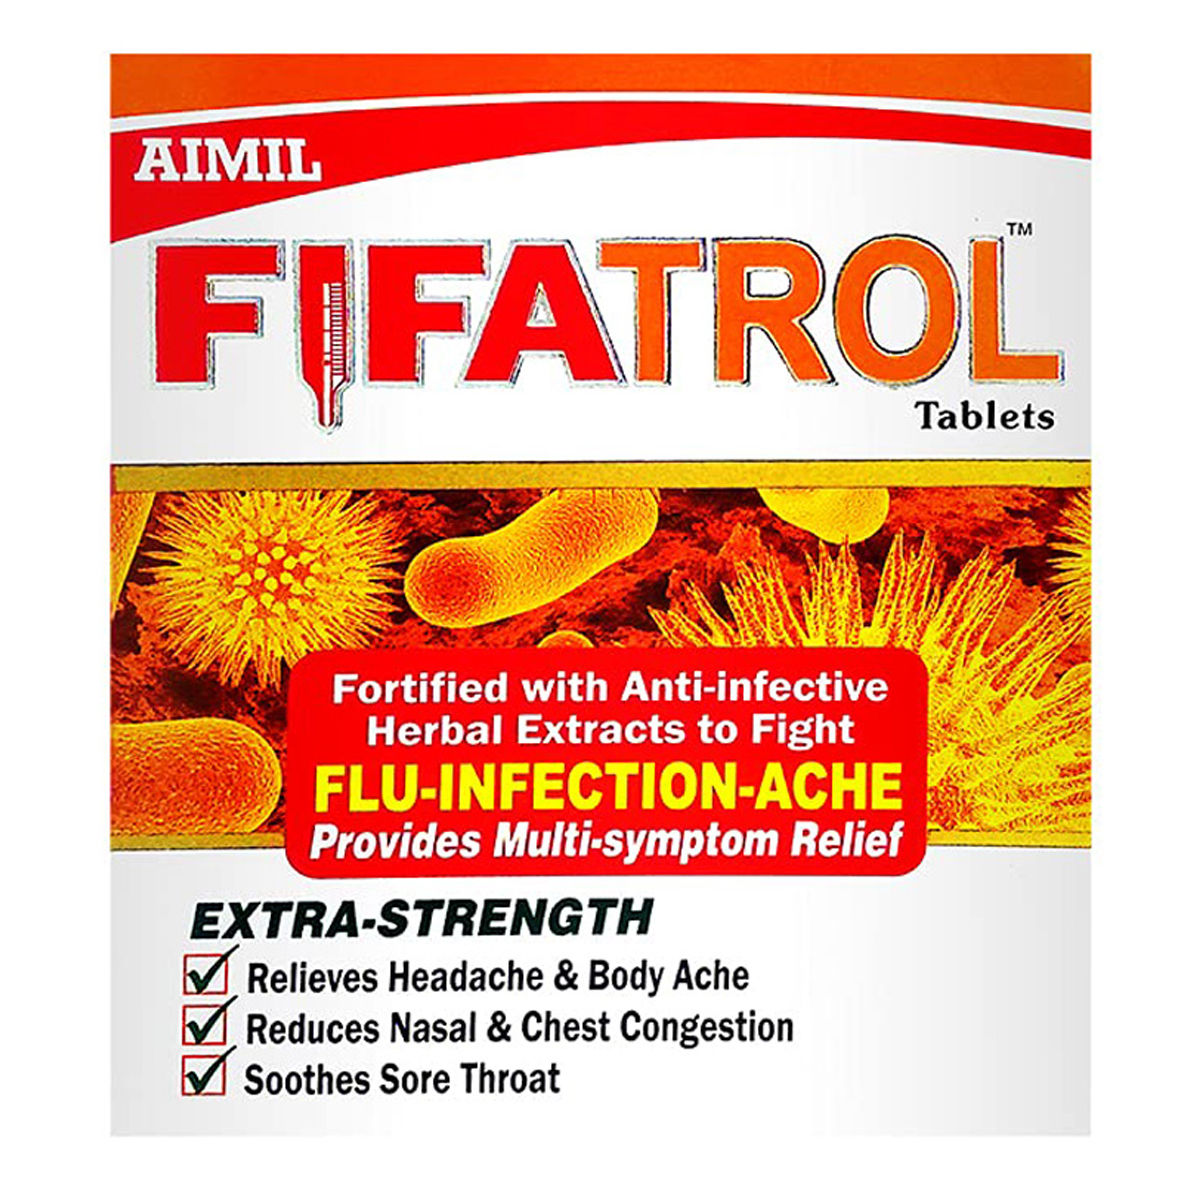 AIMIL
FIFATROL™
Tablets
Fortified with Anti-infective
Herbal Extracts to Fight
FLU-INFECTION-ACHE
Provides Multi-symptom Relief
EXTRA-STRENGTH
Relieves Headache & Body Ache
Reduces Nasal & Chest Congestion
Soothes Sore Throat